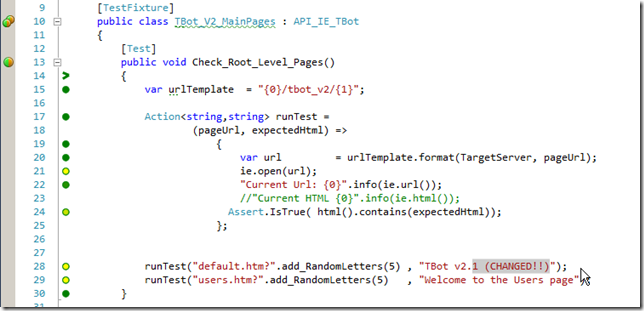 9 [TestFixture]
10 public class TBot_V2_MainPages : API_IE_TBot
11 {
12 [Test]
13 public void Check_Root_Level_Pages()
14 {
15 var urlTemplate = "{0}/tbot_v2/{1}";
16
17 Action<string,string> runTest =
18 (pageUrl, expectedHtml) =>
19 {
20 var url = urlTemplate.format(TargetServer, pageUrl);
21 ie.open(url);
22 "Current Url: {0}".info(ie.url());
23 //"Current HTML {0}".info(ie.html());
24 Assert.IsTrue( html().contains(expectedHtml));
25 };
26
27
28 runTest("default.htm?".add_RandomLetters(5) , "TBot v2.1 (CHANGED!!)");
29 runTest("users.htm?".add_RandomLetters(5) , "Welcome to the Users page"
30 }
31